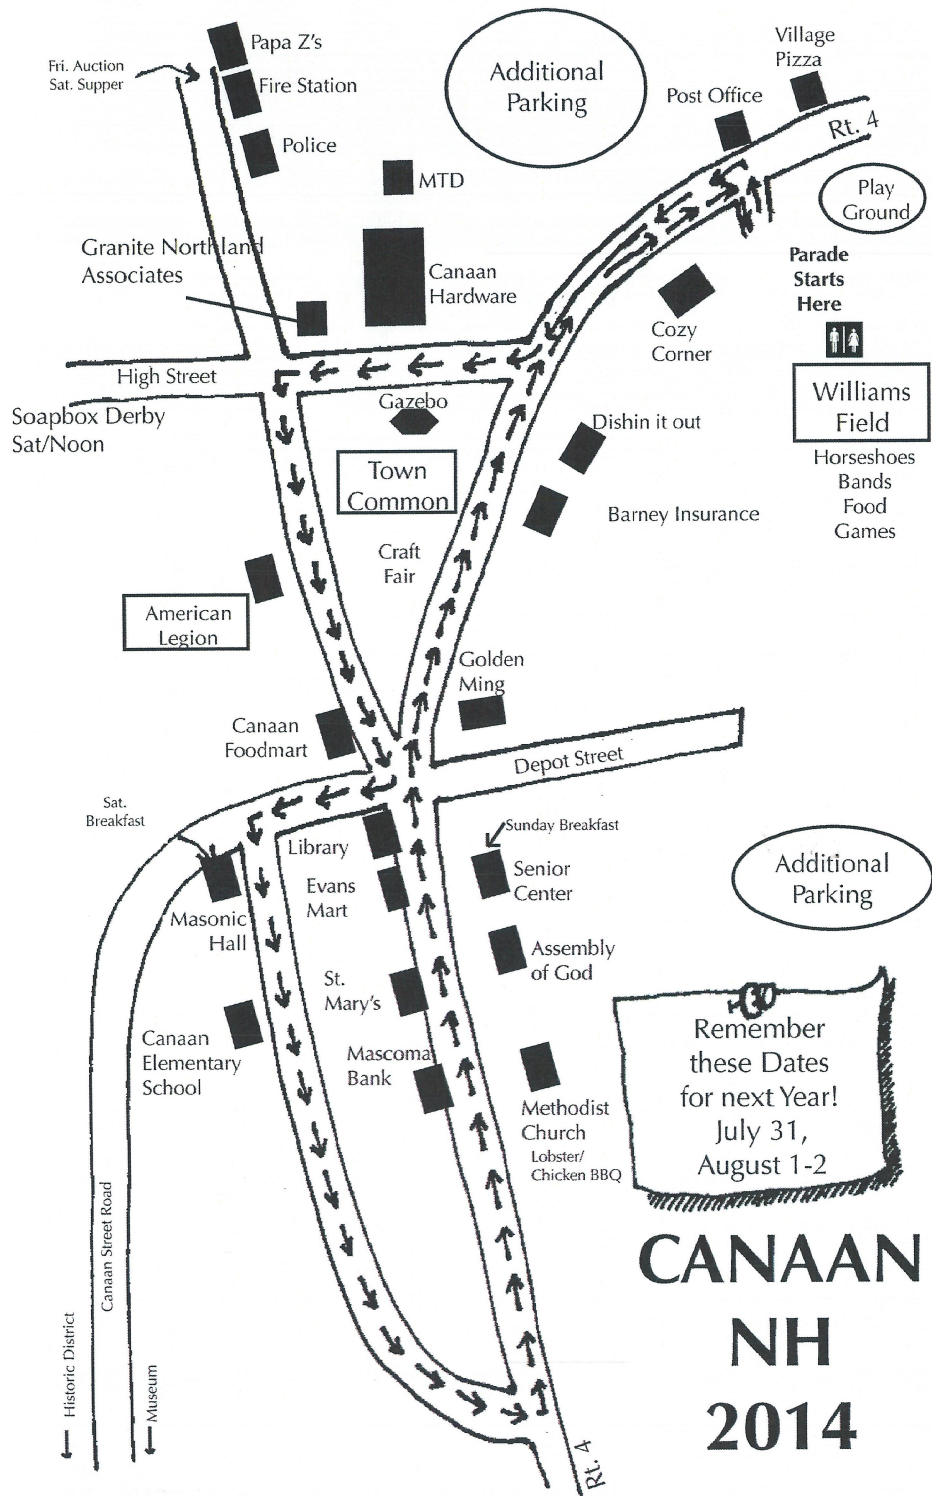 Papa Z's
Fri. Auction
Sat. Supper
Fire Station
Police
Additional
Parking
Village
Pizza
Post Office
Rt. 4
MTD
Play
Ground
Granite Northland
Associates
Canaan
Hardware
Parade
Starts
Here
Cozy
Corner
High Street
Soapbox Derby
Sat/Noon
Gazebo
Williams
Field
Horseshoes
Bands
Food
Games
Dishin it out
Town
Common
Barney Insurance
Craft
Fair
American
Legion
Golden
Ming
Canaan
Foodmart
Depot Street
Sat.
Breakfast
Library
Sunday Breakfast
Senior
Center
Evans
Mart
Additional
Parking
Masonic
Hall
Assembly
of God
St.
Mary's
Canaan
Elementary
School
Mascoma
Bank
Methodist
Church
Lobster/
Chicken BBQ
Remember
these Dates
for next Year!
July 31,
August 1-2
Canaan Street Road
Historic District
Museum
CANAAN
NH
2014
Rt. 4